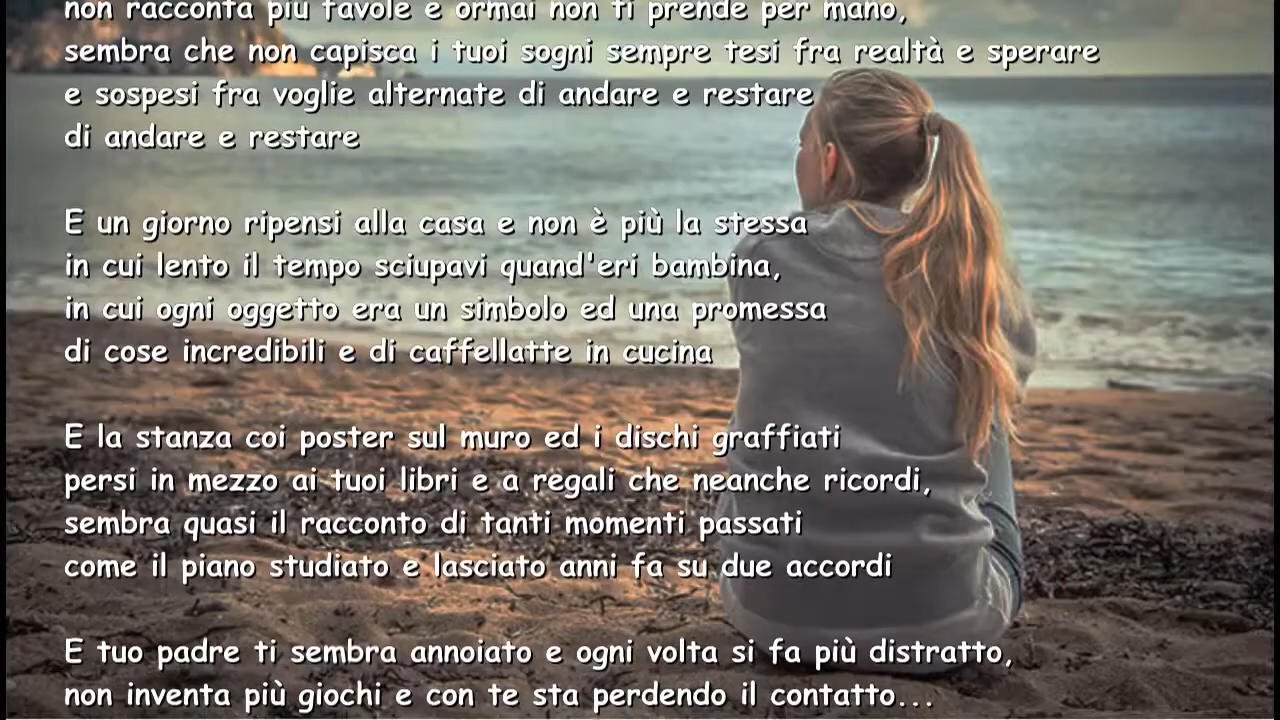 non racconta più favole e ormai non ti prende per mano,
sembra che non capisca i tuoi sogni sempre tesi fra realtà e sperare
e sospesi fra voglie alternate di andare e restare
di andare e restare
E un giorno ripensi alla casa e non è più la stessa
in cui lento il tempo sciupavi quand'eri bambina,
in cui ogni oggetto era un simbolo ed una promessa
di cose incredibili e di caffellatte in cucina
E la stanza coi poster sul muro ed i dischi graffiati
persi in mezzo ai tuoi libri e a regali che neanche ricordi,
sembra quasi il racconto di tanti momenti passati
come il piano studiato e lasciato anni fa su due accordi
E tuo padre ti sembra annoiato e ogni volta si fa più distratto,
non inventa più giochi e con te sta perdendo il contatto...